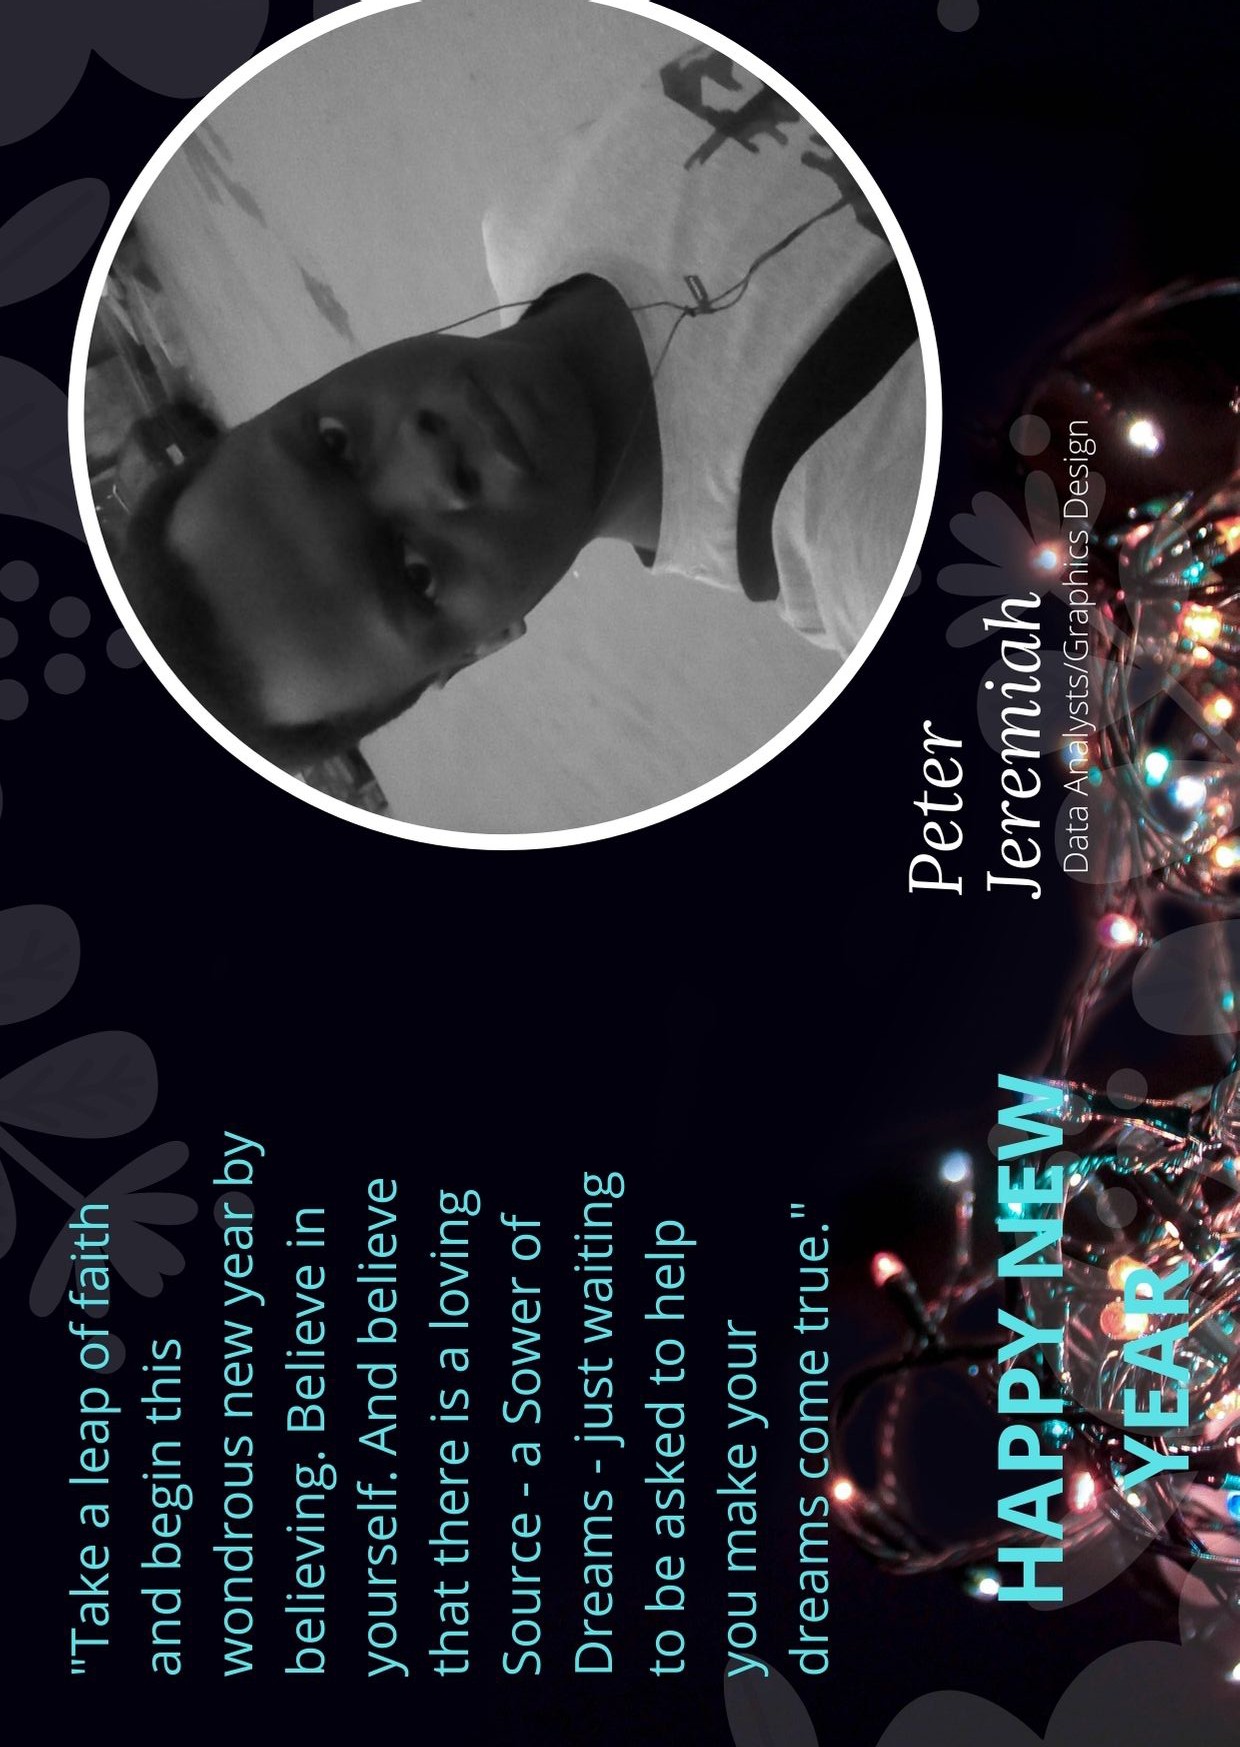 "Take a leap of faith
and begin this
wondrous new year by
believing. Believe in
yourself. And believe
that there is a loving
Source - a Sower of
Dreams - just waiting
to be asked to help
you make your
dreams come true."
HAPPY NEW
YEAR
Peter
Jeremiah
Data Analysts/Graphics Design